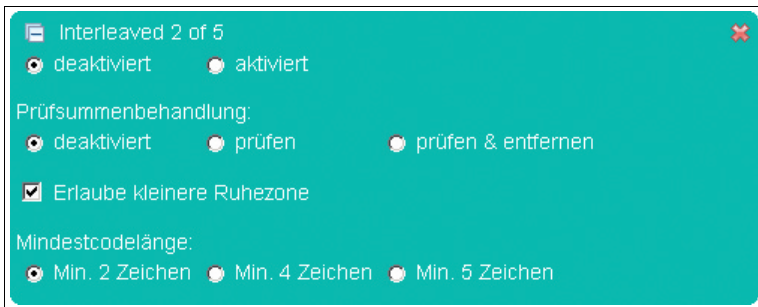 Interleaved 2 of 5
deaktiviert aktiviert
Prüfsummenbehandlung:
deaktiviert prüfen prüfen & entfernen
Erlaube kleinere Ruhezone
Mindestcodelänge:
Min. 2 Zeichen Min. 4 Zeichen Min. 5 Zeichen